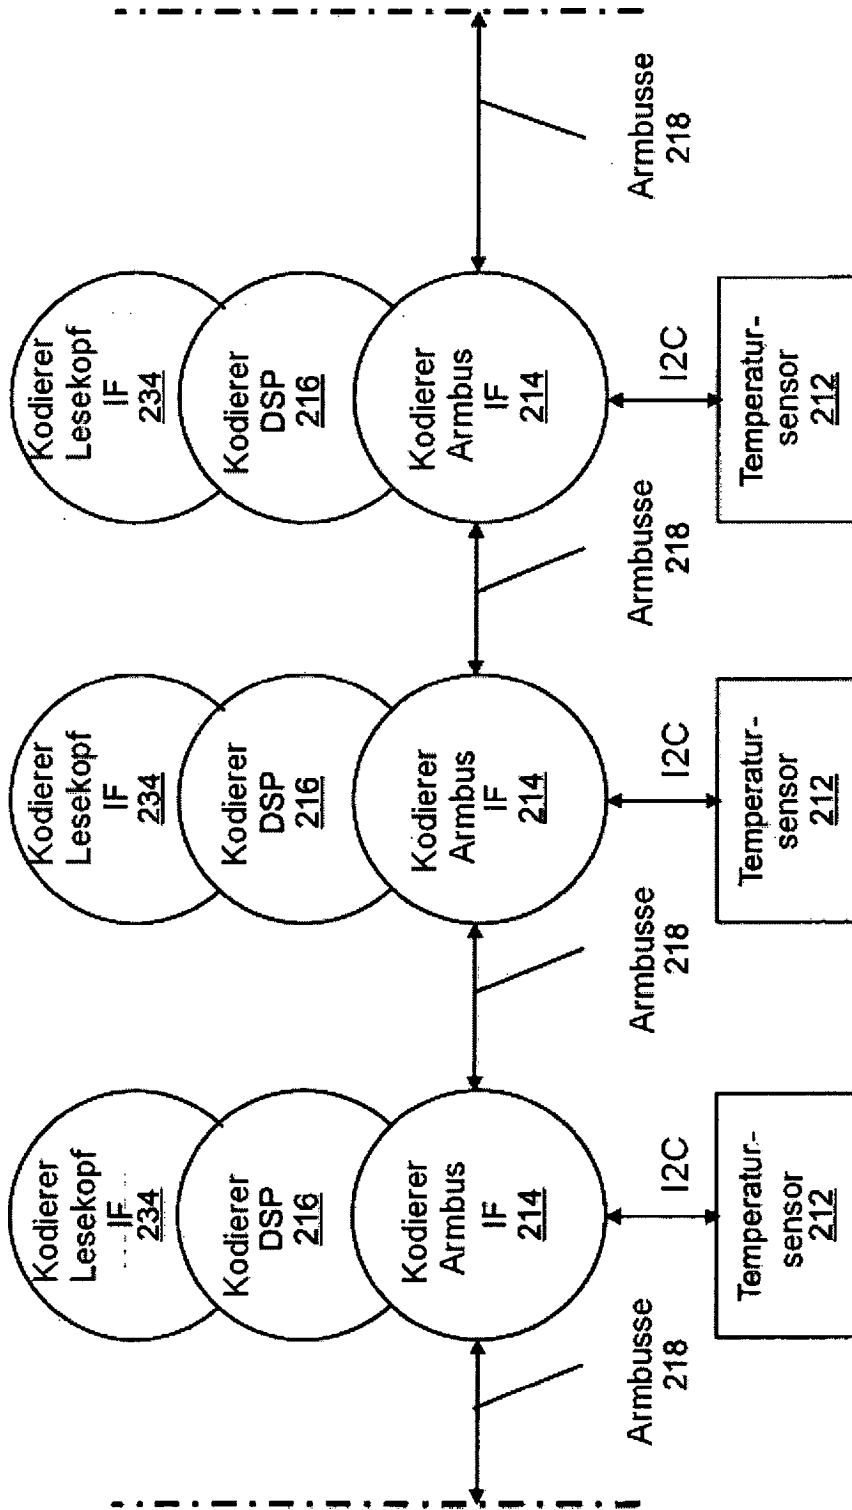 Kodierer
Lesekopf
IF
234
Kodierer
Lesekopf
IF
234
Kodierer
Lesekopf
IF
234
Kodierer
DSP
216
Kodierer
DSP
216
Kodierer
DSP
216
Kodierer
Armbus
IF
214
Kodierer
Armbus
IF
214
Kodierer
Armbus
IF
214
Armbusse
218
I2C
Armbusse
218
I2C
Armbusse
218
I2C
Armbusse
218
Temperatur-
sensor
212
Temperatur-
sensor
212
Temperatur-
sensor
212